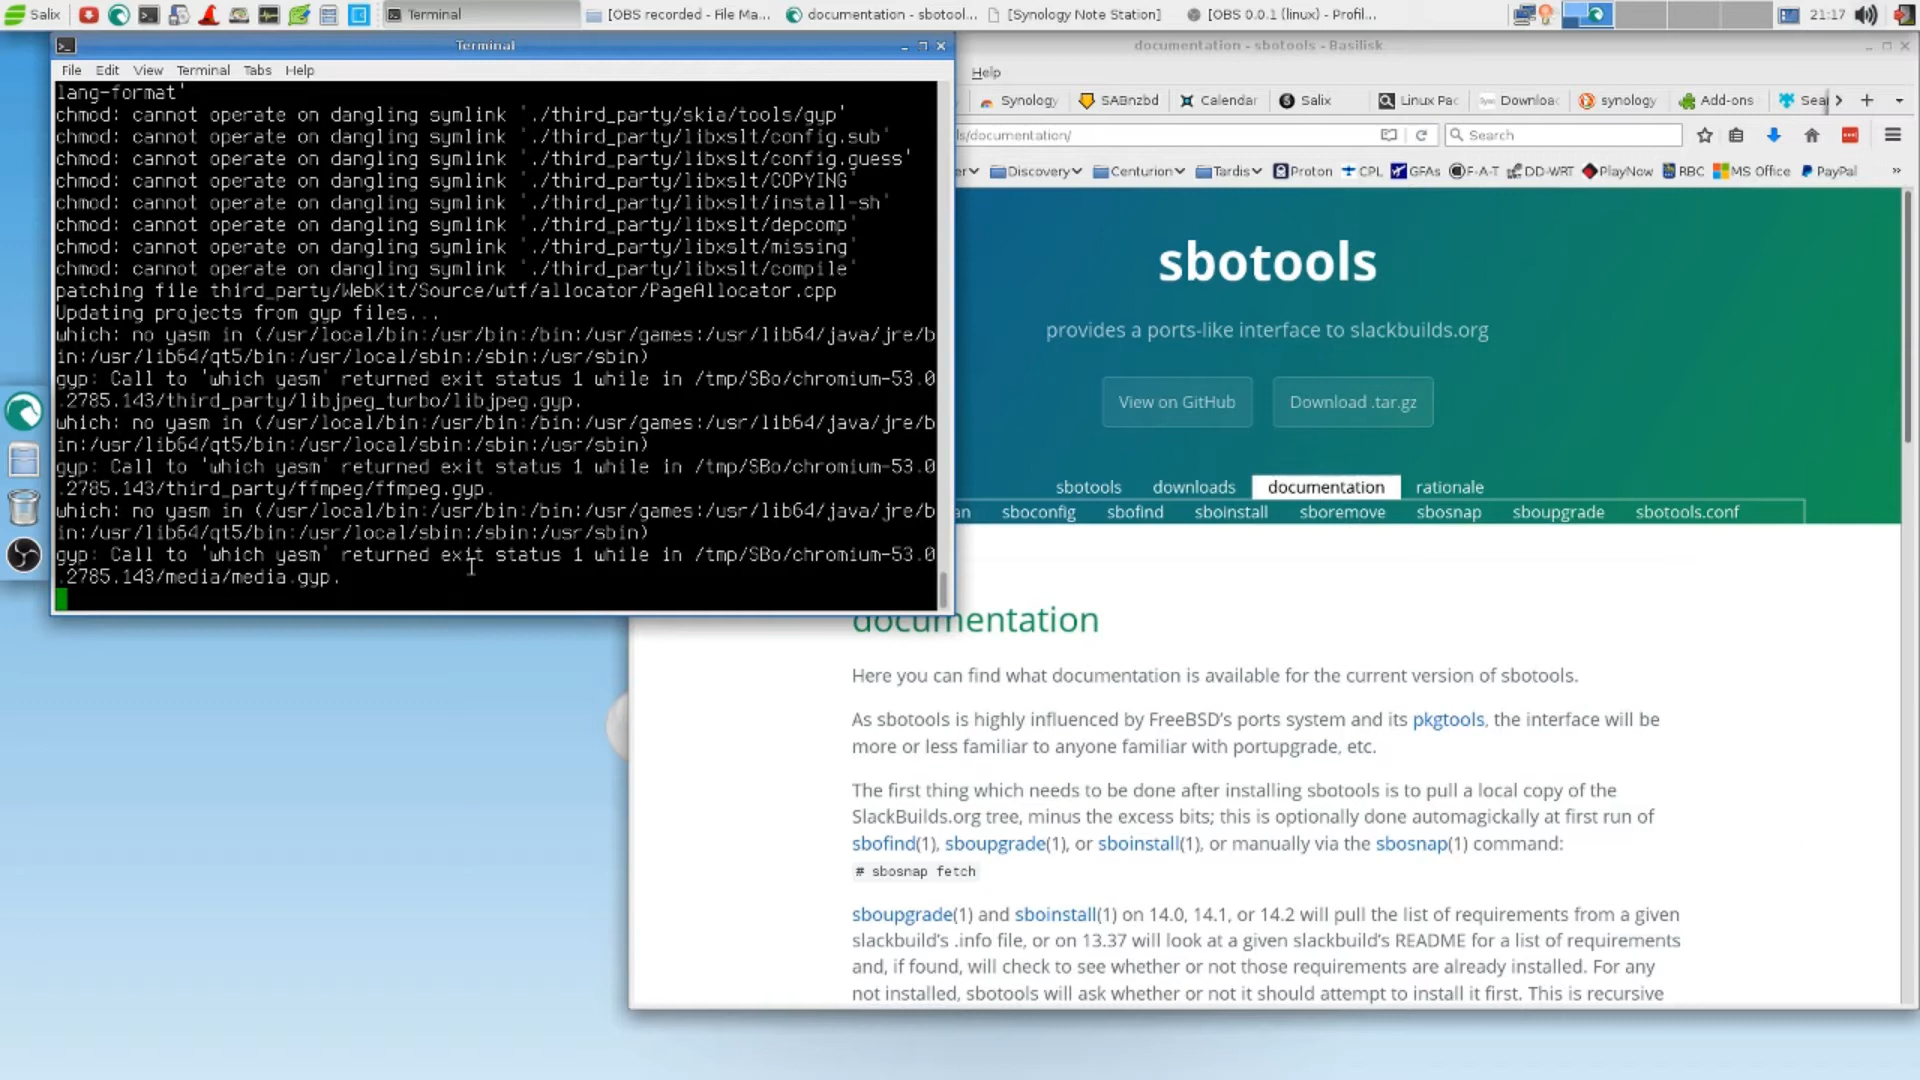 Salix
Terminal
[OBS recorded - File Ma...
documentation - sbotool...
[Synology Note Station]
[OBS 0.0.1 (linux) - Profil...
21:17
Terminal
File Edit View Terminal Tabs Help
lang-format'
chmod: cannot operate on dangling symlink './third_party/skia/tools/gyp'
chmod: cannot operate on dangling symlink './third_party/libxslt/config.sub'
chmod: cannot operate on dangling symlink './third_party/libxslt/config.guess'
chmod: cannot operate on dangling symlink './third_party/libxslt/COPYING'
chmod: cannot operate on dangling symlink './third_party/libxslt/install-sh'
chmod: cannot operate on dangling symlink './third_party/libxslt/depcomp'
chmod: cannot operate on dangling symlink './third_party/libxslt/missing'
chmod: cannot operate on dangling symlink './third_party/libxslt/compile'
patching file third_party/WebKit/Source/wtf/allocator/PageAllocator.cpp
Updating projects from gyp files...
which: no yasm in (/usr/local/bin:/usr/bin:/bin:/usr/games:/usr/lib64/java/jre/b
in:/usr/lib64/qt5/bin:/usr/local/sbin:/sbin:/usr/sbin)
gyp: Call to 'which yasm' returned exit status 1 while in /tmp/SBo/chromium-53.0
.2785.143/third_party/libjpeg_turbo/libjpeg.gyp.
which: no yasm in (/usr/local/bin:/usr/bin:/bin:/usr/games:/usr/lib64/java/jre/b
in:/usr/lib64/qt5/bin:/usr/local/sbin:/sbin:/usr/sbin)
gyp: Call to 'which yasm' returned exit status 1 while in /tmp/SBo/chromium-53.0
.2785.143/third_party/ffmpeg/ffmpeg.gyp.
which: no yasm in (/usr/local/bin:/usr/bin:/bin:/usr/games:/usr/lib64/java/jre/b
in:/usr/lib64/qt5/bin:/usr/local/sbin:/sbin:/usr/sbin)
gyp: Call to 'which yasm' returned exit status 1 while in /tmp/SBo/chromium-53.0
.2785.143/media/media.gyp.
documentation - sbotools - Basilisk
Help
Synology SABnzbd Calendar Salix Linux Pac Downloa synology Add-ons Sea
s/documentation/
Search
er Discovery Centurion Tardis Proton CPL GFAs F-A-T DD-WRT PlayNow RBC MS Office PayPal
sbotools
provides a ports-like interface to slackbuilds.org
View on GitHub
Download .tar.gz
sbotools downloads documentation rationale
an sboconfig sbofind sboinstall sboremove sbosnap sboupgrade sbotools.conf
documentation
Here you can find what documentation is available for the current version of sbotools.
As sbotools is highly influenced by FreeBSD's ports system and its pkgtools, the interface will be
more or less familiar to anyone familiar with portupgrade, etc.
The first thing which needs to be done after installing sbotools is to pull a local copy of the
SlackBuilds.org tree, minus the excess bits; this is optionally done automagickally at first run of
sbofind(1), sboupgrade(1), or sboinstall(1), or manually via the sbosnap(1) command:
# sbosnap fetch
sboupgrade(1) and sboinstall(1) on 14.0, 14.1, or 14.2 will pull the list of requirements from a given
slackbuild's .info file, or on 13.37 will look at a given slackbuild's README for a list of requirements
and, if found, will check to see whether or not those requirements are already installed. For any
not installed, sbotools will ask whether or not it should attempt to install it first. This is recursive